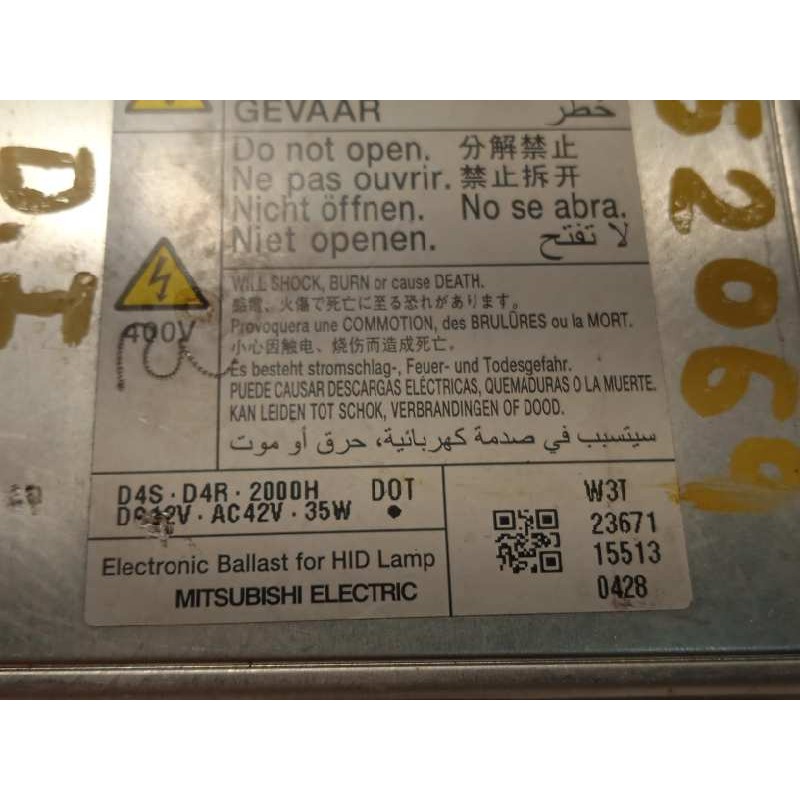 GEVAAR خطر
Do not open. 分解禁止
Ne pas ouvrir. 禁止拆开
Nicht öffnen. No se abra.
Niet openen. لا تفتح
400V
WILL SHOCK, BURN or cause DEATH.
感電、火傷で死亡に至る恐れがあります。
Provoquera une COMMOTION, des BRULÛRES ou la MORT.
小心因触电、烧伤而造成死亡。
Es besteht stromschlag-, Feuer- und Todesgefahr.
PUEDE CAUSAR DESCARGAS ELÉCTRICAS, QUEMADURAS O LA MUERTE.
KAN LEIDEN TOT SCHOK, VERBRANDINGEN OF DOOD.
سيتسبب في صدمة كهربائية، حرق أو موت
D4S·D4R·2000H DOT
DC12V·AC42V·35W ●
Electronic Ballast for HID Lamp
MITSUBISHI ELECTRIC
W3T
23671
15513
0428
D.I
52069